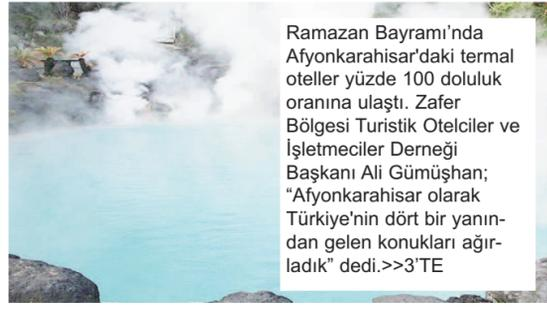 Ramazan Bayramı’nda
Afyonkarahisar'daki termal
oteller yüzde 100 doluluk
oranına ulaştı. Zafer
Bölgesi Turistik Otelciler ve
İşletmeciler Derneği
Başkanı Ali Gümüşhan;
“Afyonkarahisar olarak
Türkiye'nin dört bir yanın-
dan gelen konukları ağır-
ladık” dedi.>>3’TE